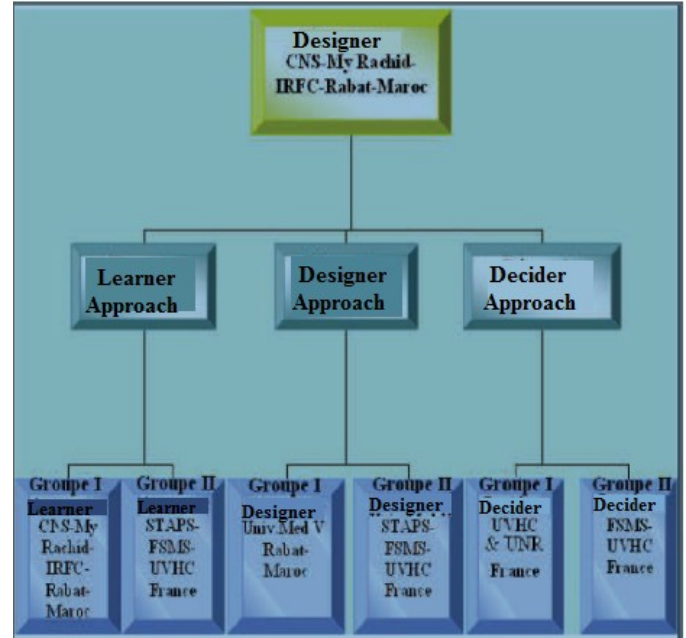 Designer
CNS-My Rachid-
IRFC-Rabat-Maroc
Learner
Approach
Designer
Approach
Decider
Approach
Groupe I
Learner
CNS-My
Rachid-
IRFC-
Rabat-
Maroc
Groupe II
Learner
STAPS-
FSMS-
UVHC
France
Groupe I
Designer
Univ.Med V
Rabat-
Maroc
Groupe II
Designer
STAPS-
FSMS-
UVHC
France
Groupe I
Decider
UVHC
& UNR
France
Groupe II
Decider
FSMS-
UVHC
France